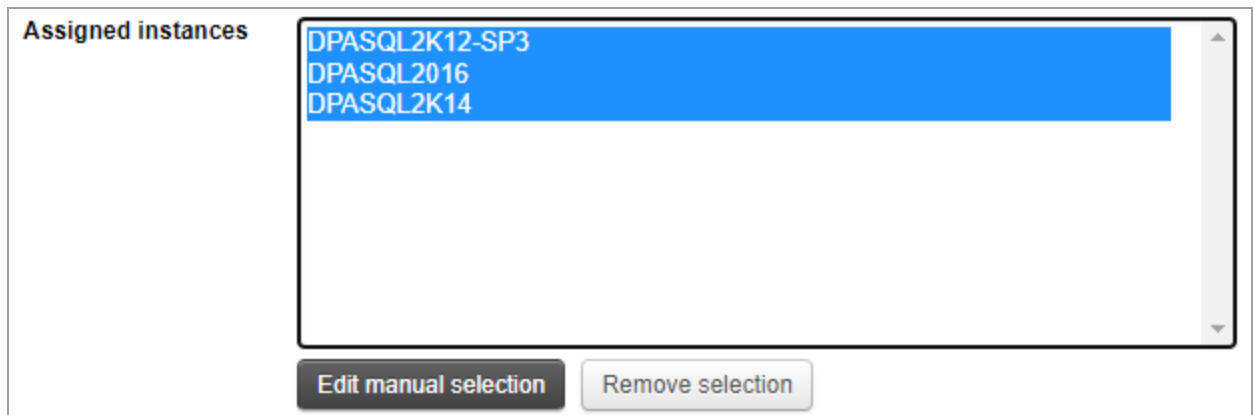 Assigned instances
DPASQL2K12-SP3
DPASQL2016
DPASQL2K14
Edit manual selection
Remove selection